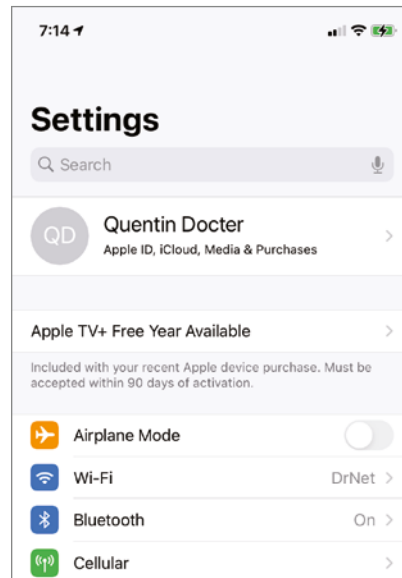 7:14
Settings
Search
QD
Quentin Docter
Apple ID, iCloud, Media & Purchases
Apple TV+ Free Year Available
Included with your recent Apple device purchase. Must be
accepted within 90 days of activation.
Airplane Mode
Wi-Fi DrNet
Bluetooth On
Cellular